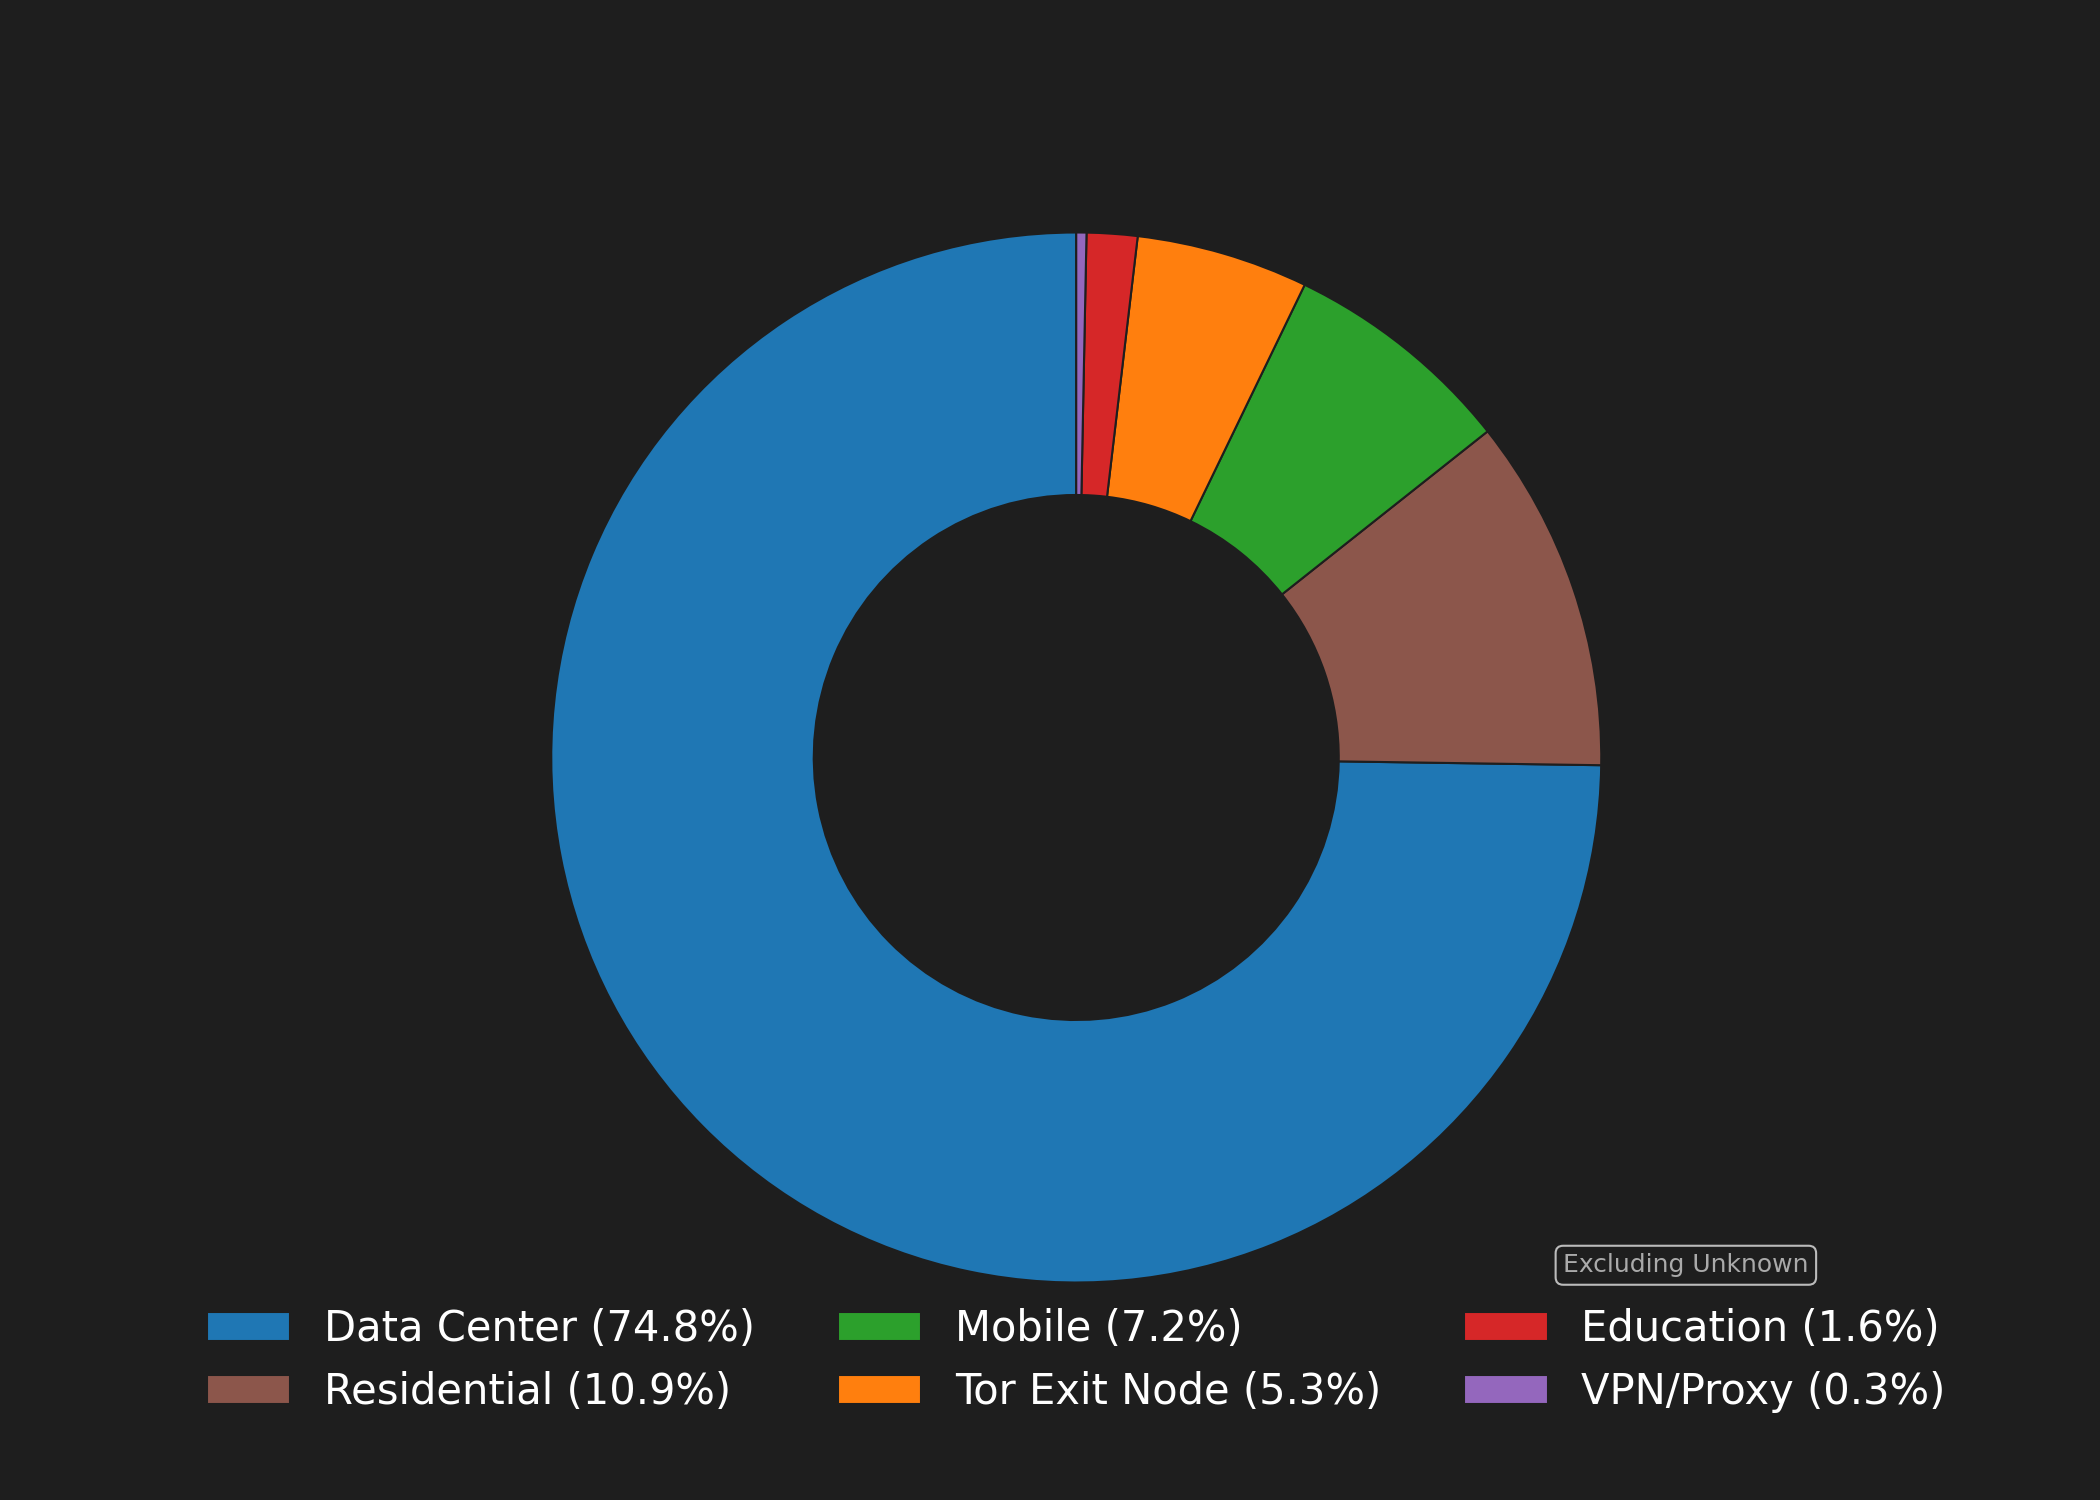 Excluding Unknown
Data Center (74.8%)
Residential (10.9%)
Mobile (7.2%)
Tor Exit Node (5.3%)
Education (1.6%)
VPN/Proxy (0.3%)